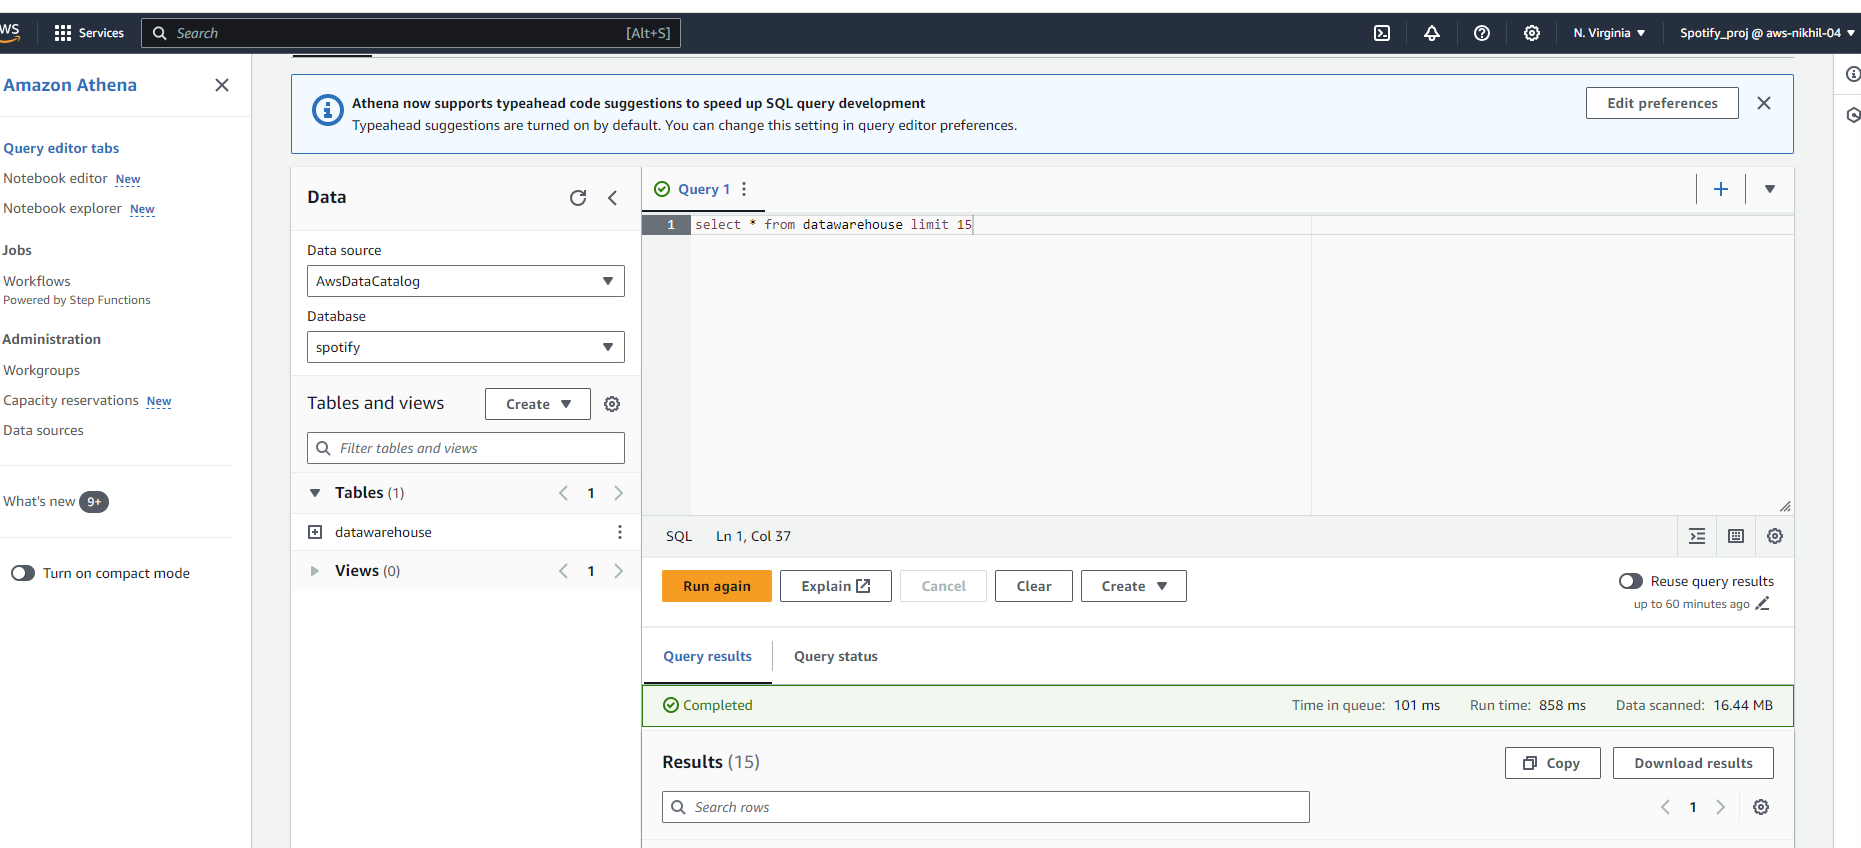 WS
Services
Search
[Alt+S]
N. Virginia
Spotify_proj @ aws-nikhil-04
Amazon Athena
Query editor tabs
Notebook editor New
Notebook explorer New
Jobs
Workflows
Powered by Step Functions
Administration
Workgroups
Capacity reservations New
Data sources
What's new 9+
Turn on compact mode
Athena now supports typeahead code suggestions to speed up SQL query development
Typeahead suggestions are turned on by default. You can change this setting in query editor preferences.
Edit preferences
Data
Data source
AwsDataCatalog
Database
spotify
Tables and views
Create
Filter tables and views
Tables (1)
1
datawarehouse
Views (0)
1
Query 1
1
select * from datawarehouse limit 15
SQL
Ln 1, Col 37
Run again
Explain
Cancel
Clear
Create
Reuse query results
up to 60 minutes ago
Query results
Query status
Completed
Time in queue: 101 ms
Run time: 858 ms
Data scanned: 16.44 MB
Results (15)
Copy
Download results
Search rows
1